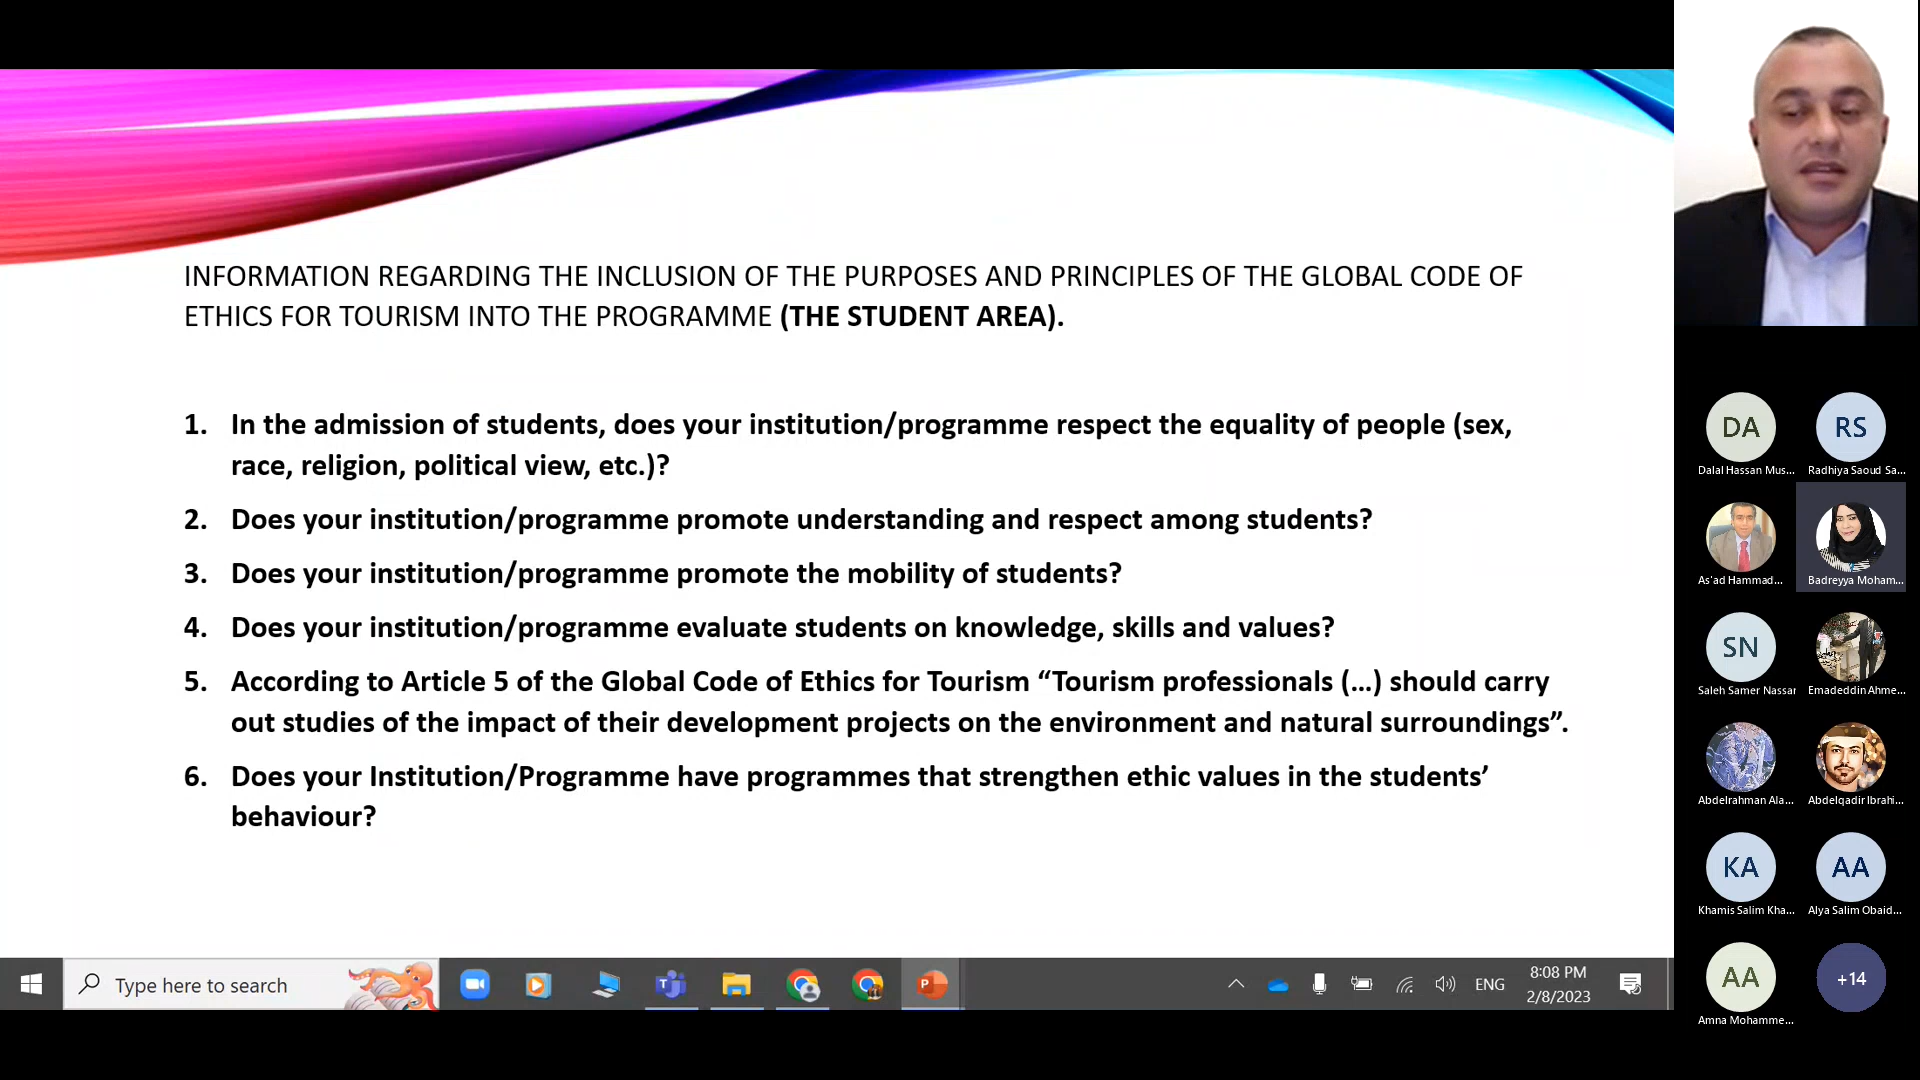 INFORMATION REGARDING THE INCLUSION OF THE PURPOSES AND PRINCIPLES OF THE GLOBAL CODE OF
ETHICS FOR TOURISM INTO THE PROGRAMME (THE STUDENT AREA).
1. In the admission of students, does your institution/programme respect the equality of people (sex,
race, religion, political view, etc.)?
2. Does your institution/programme promote understanding and respect among students?
3. Does your institution/programme promote the mobility of students?
4. Does your institution/programme evaluate students on knowledge, skills and values?
5. According to Article 5 of the Global Code of Ethics for Tourism “Tourism professionals (…) should carry
out studies of the impact of their development projects on the environment and natural surroundings”.
6. Does your Institution/Programme have programmes that strengthen ethic values in the students’
behaviour?
Type here to search
ENG
8:08 PM
2/8/2023
DA
RS
Dalal Hassan Mus...
Radhiya Saoud Sa...
As'ad Hammad...
Badreyya Moham...
SN
Saleh Samer Nassar
Emadeddin Ahme...
Abdelrahman Ala...
Abdelqadir Ibrahi...
KA
AA
Khamis Salim Kha...
Alya Salim Obaid...
AA
+14
Amna Mohamme...